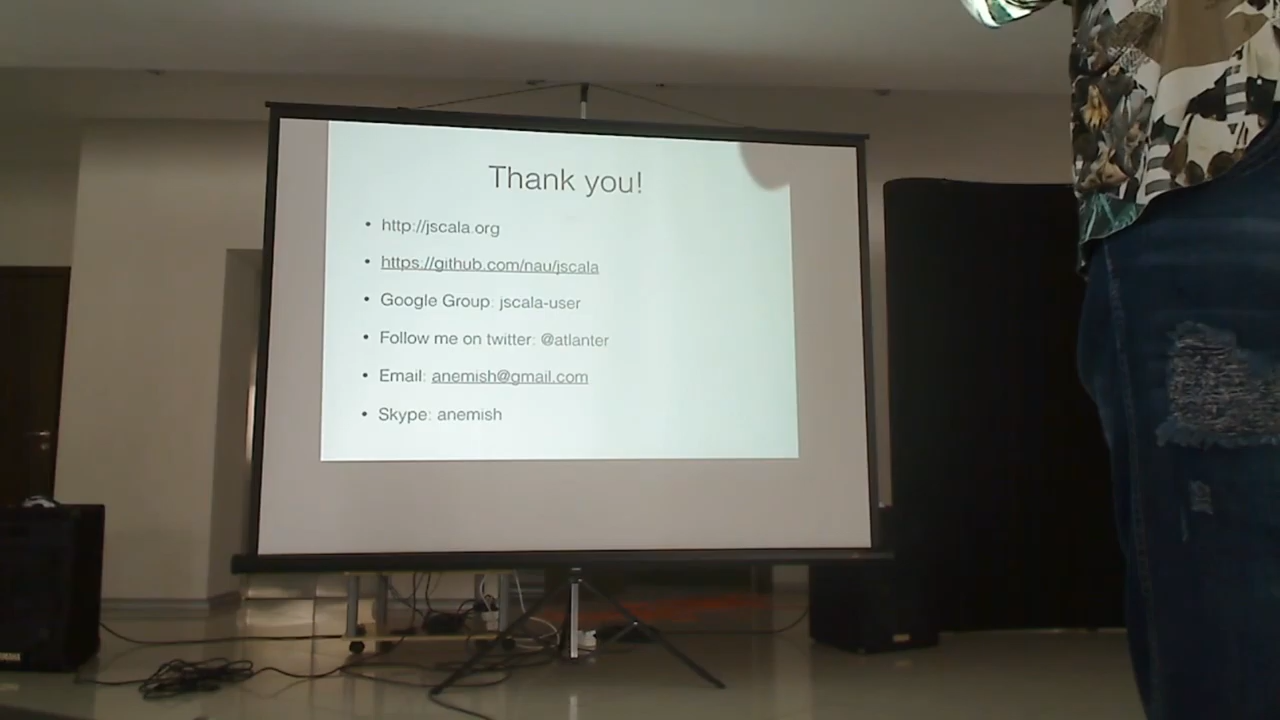 Thank you!
• http://jscala.org
• https://github.com/nau/jscala
• Google Group: jscala-user
• Follow me on twitter: @atlanter
• Email: anemish@gmail.com
• Skype: anemish
YAMAHA